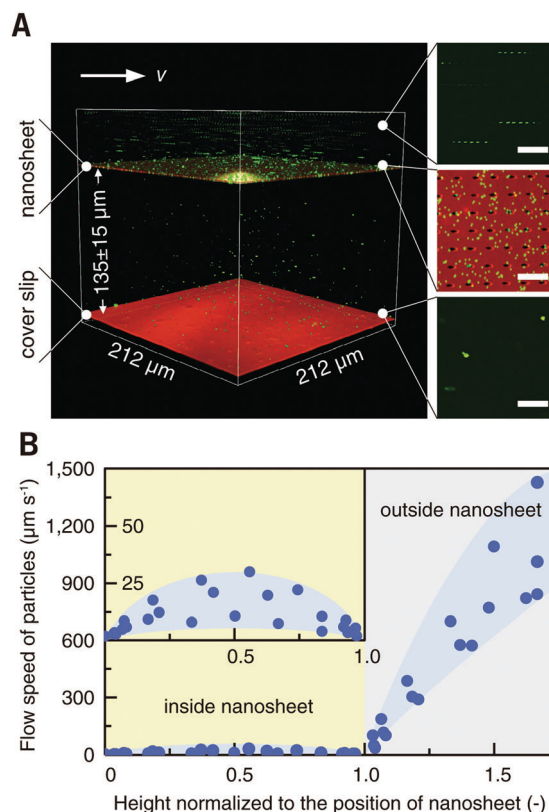 A
v
nanosheet
135±15 µm
cover slip
212 µm
212 µm
B
Flow speed of particles (µm s⁻¹)
1,500
1,200
900
600
300
0
50
25
0.5
1.0
outside nanosheet
inside nanosheet
0
0.5
1.0
1.5
Height normalized to the position of nanosheet (-)